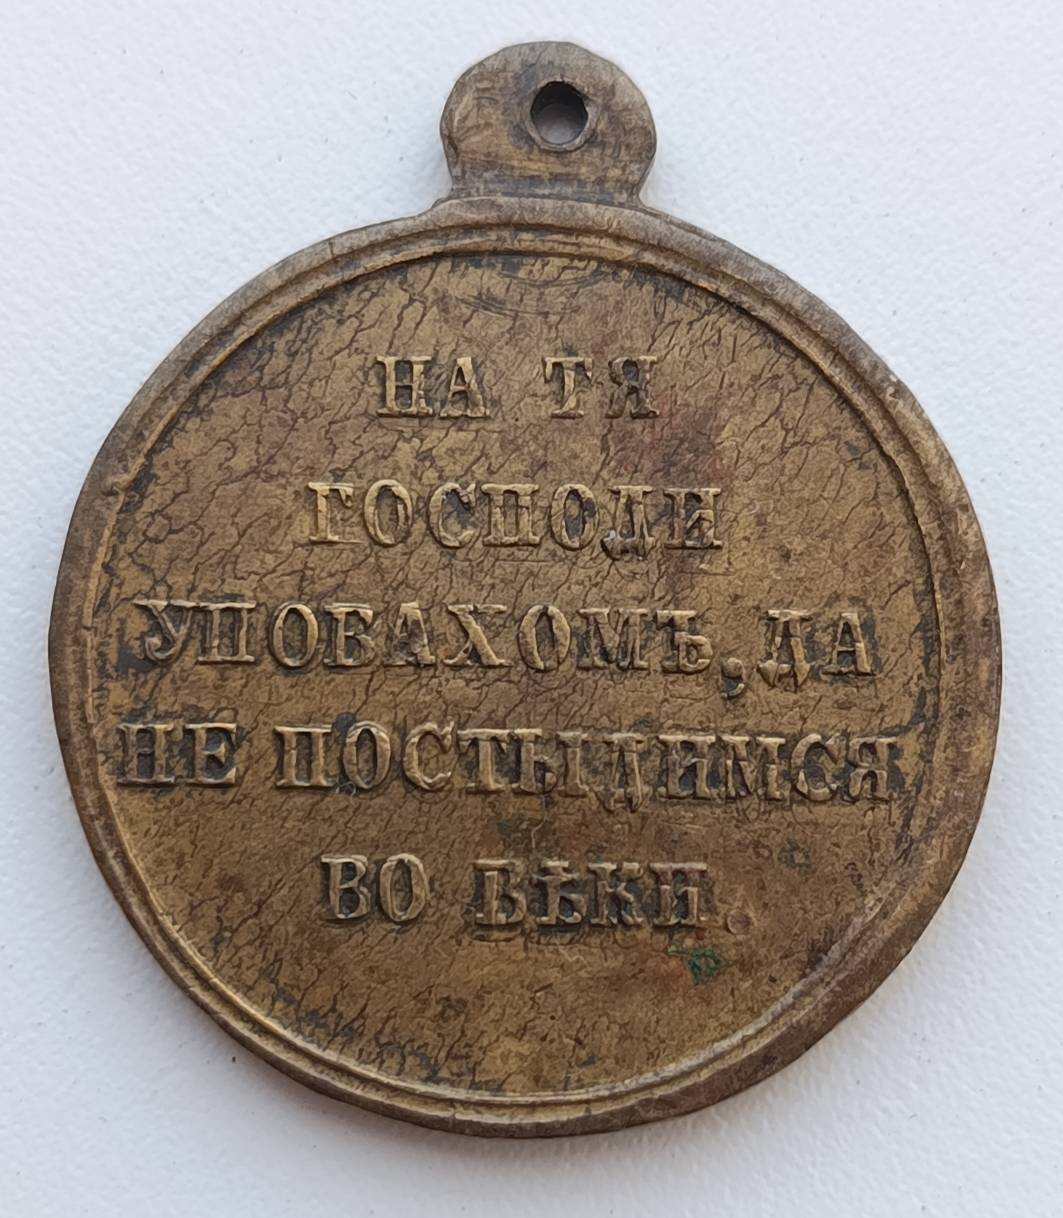 НА ТЯ
ГОСПОДИ
УПОВАХОМЪ, ДА
НЕ ПОСТЫДИМСЯ
ВО ВѢКИ.